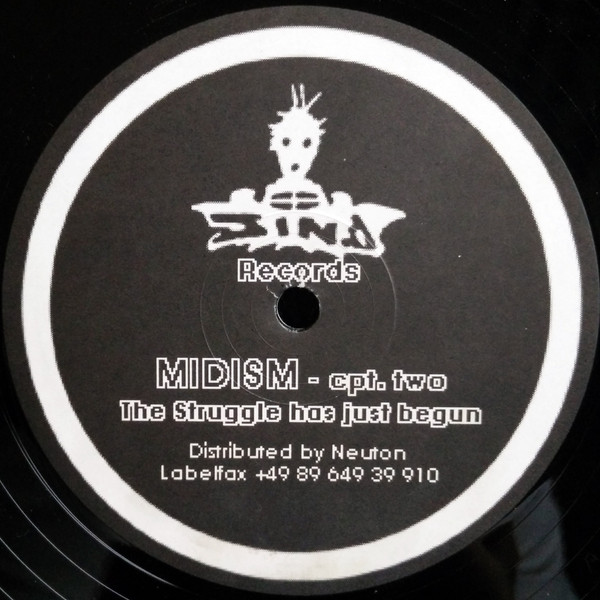 Records
MIDISM - cpt. two
The Struggle has just begun
Distributed by Neuton
Labelfax +49 89 649 39 910